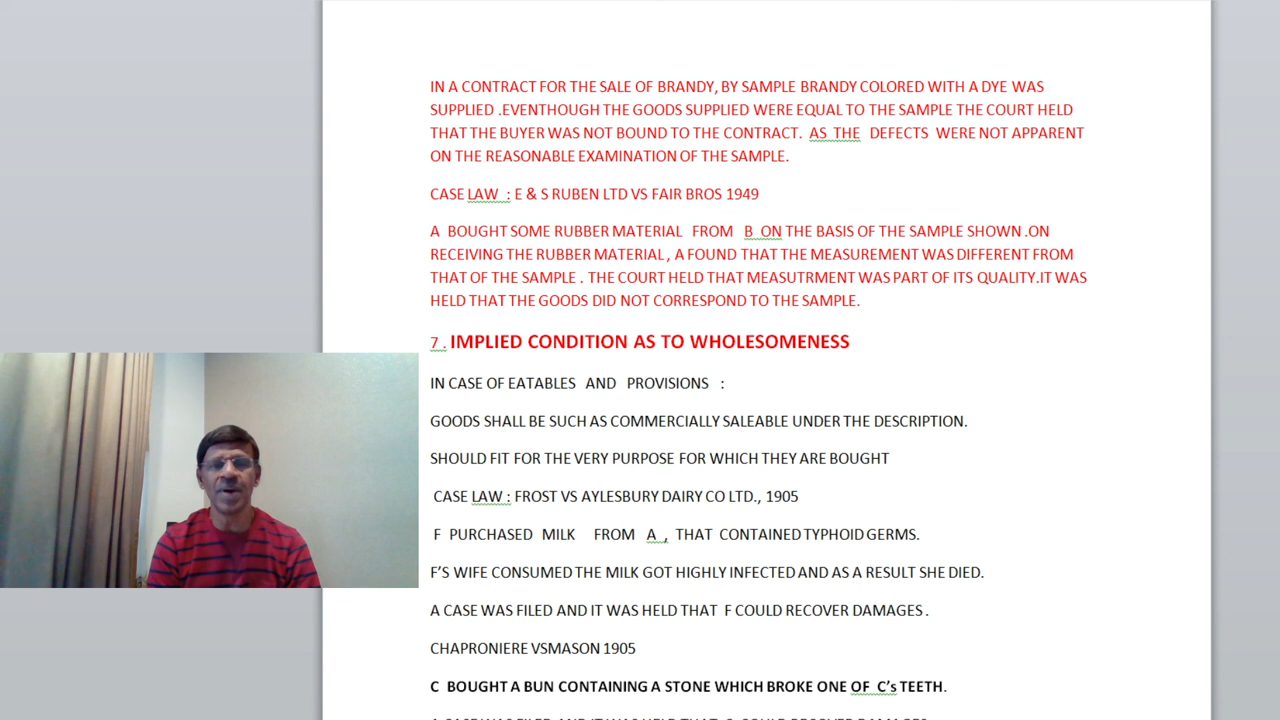 IN A CONTRACT FOR THE SALE OF BRANDY, BY SAMPLE BRANDY COLORED WITH A DYE WAS
SUPPLIED .EVENTHOUGH THE GOODS SUPPLIED WERE EQUAL TO THE SAMPLE THE COURT HELD
THAT THE BUYER WAS NOT BOUND TO THE CONTRACT. AS THE DEFECTS WERE NOT APPARENT
ON THE REASONABLE EXAMINATION OF THE SAMPLE.
CASE LAW : E & S RUBEN LTD VS FAIR BROS 1949
A BOUGHT SOME RUBBER MATERIAL FROM B ON THE BASIS OF THE SAMPLE SHOWN .ON
RECEIVING THE RUBBER MATERIAL, A FOUND THAT THE MEASUREMENT WAS DIFFERENT FROM
THAT OF THE SAMPLE . THE COURT HELD THAT MEASUTRMENT WAS PART OF ITS QUALITY.IT WAS
HELD THAT THE GOODS DID NOT CORRESPOND TO THE SAMPLE.
7 . IMPLIED CONDITION AS TO WHOLESOMENESS
IN CASE OF EATABLES AND PROVISIONS :
GOODS SHALL BE SUCH AS COMMERCIALLY SALEABLE UNDER THE DESCRIPTION.
SHOULD FIT FOR THE VERY PURPOSE FOR WHICH THEY ARE BOUGHT
CASE LAW : FROST VS AYLESBURY DAIRY CO LTD., 1905
F PURCHASED MILK FROM A , THAT CONTAINED TYPHOID GERMS.
F'S WIFE CONSUMED THE MILK GOT HIGHLY INFECTED AND AS A RESULT SHE DIED.
A CASE WAS FILED AND IT WAS HELD THAT F COULD RECOVER DAMAGES .
CHAPRONIERE VSMASON 1905
C BOUGHT A BUN CONTAINING A STONE WHICH BROKE ONE OF C's TEETH.